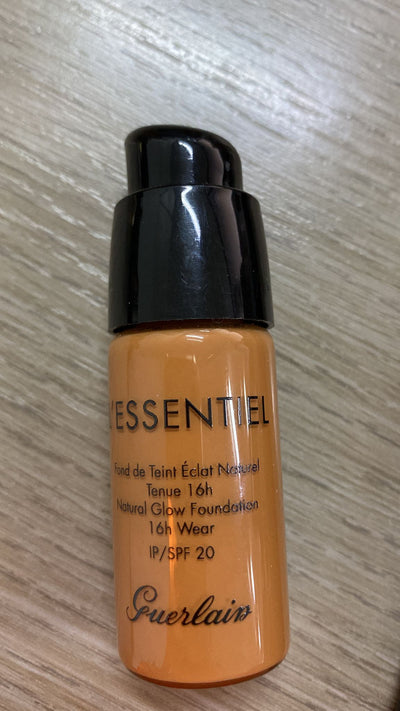 L'ESSENTIEL
Fond de Teint Éclat Naturel
Tenue 16h
Natural Glow Foundation
16h Wear
IP/SPF 20
Guerlain